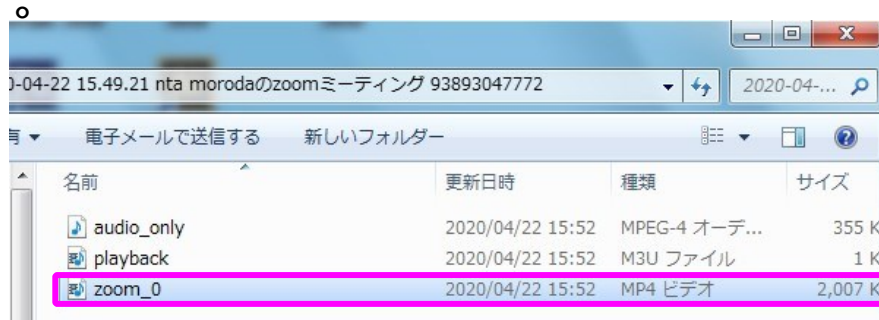 。
0-04-22 15.49.21 nta morodaのzoomミーティング 93893047772 2020-04-...
有 電子メールで送信する 新しいフォルダー
名前 更新日時 種類 サイズ
audio_only 2020/04/22 15:52 MPEG-4 オーデ... 355 K
playback 2020/04/22 15:52 M3U ファイル 1 K
zoom_0 2020/04/22 15:52 MP4 ビデオ 2,007 K